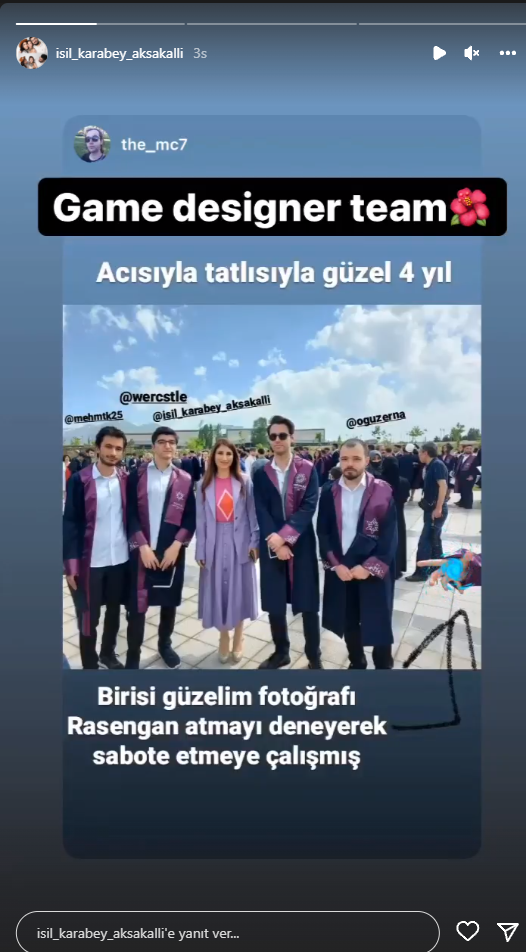 isil_karabey_aksakalli 3s
the_mc7
Game designer team🌺
Acısıyla tatlısıyla güzel 4 yıl
@wercstle
@mehmtk25
@isil_karabey_aksakalli
@oguzerna
Birisi güzelim fotoğrafı
Rasengan atmayı deneyerek
sabote etmeye çalışmış
isil_karabey_aksakalli'e yanıt ver...